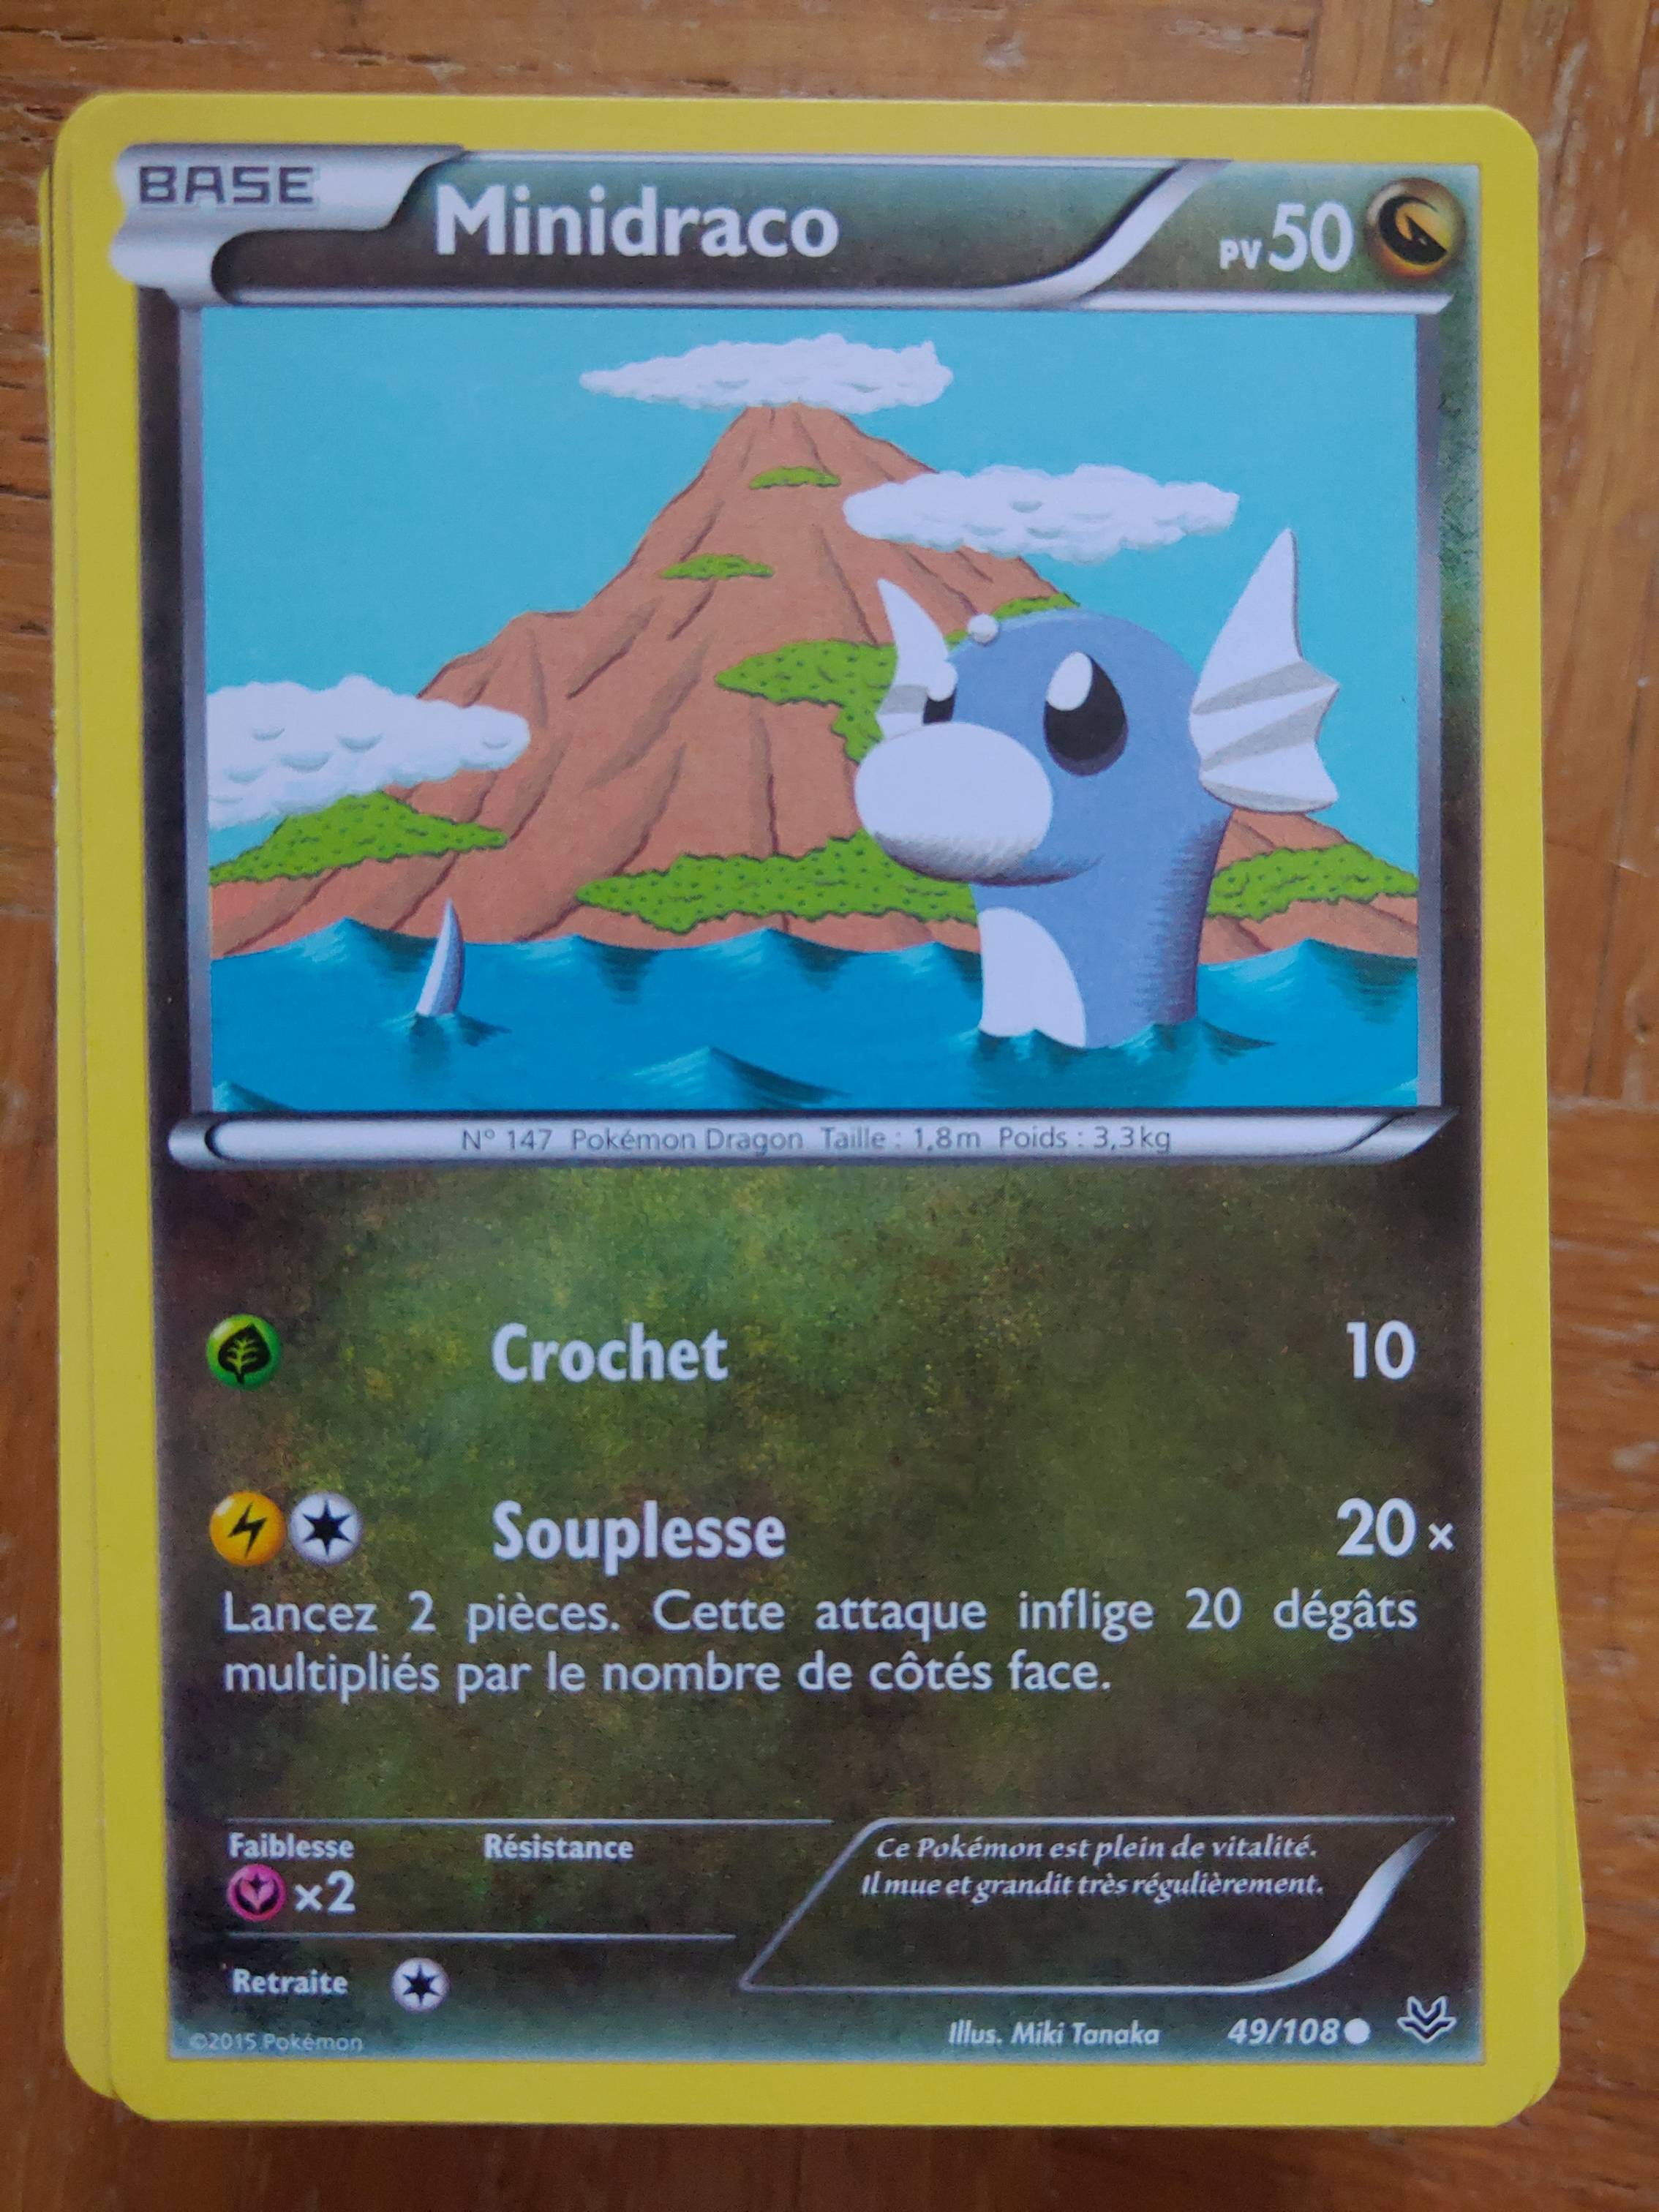 BASE
Minidraco
PV 50
N° 147 Pokémon Dragon Taille : 1,8m Poids : 3,3kg
Crochet 10
Souplesse 20×
Lancez 2 pièces. Cette attaque inflige 20 dégâts
multipliés par le nombre de côtés face.
Faiblesse Résistance
×2
Ce Pokémon est plein de vitalité.
Il mue et grandit très régulièrement.
Retraite
©2015 Pokémon
Illus. Miki Tanaka 49/108